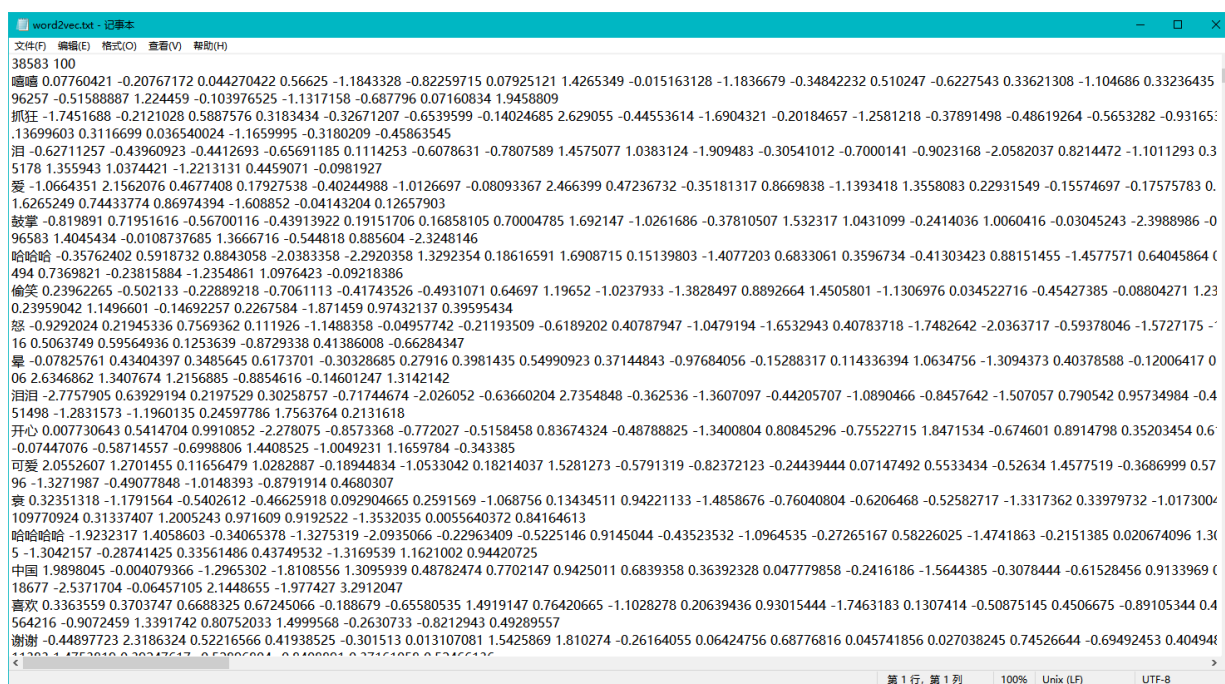 word2vec.txt - 记事本
文件(F) 编辑(E) 格式(O) 查看(V) 帮助(H)
38583 100
嘻嘻 0.07760421 -0.20767172 0.044270422 0.56625 -1.1843328 -0.82259715 0.07925121 1.4265349 -0.015163128 -1.1836679 -0.34842232 0.510247 -0.6227543 0.33621308 -1.104686 0.33236435
96257 -0.51588887 1.224459 -0.103976525 -1.1317158 -0.687796 0.07160834 1.9458809
抓狂 -1.7451688 -0.2121028 0.5887576 0.3183434 -0.32671207 -0.6539599 -0.14024685 2.629055 -0.44553614 -1.6904321 -0.20184657 -1.2581218 -0.37891498 -0.48619264 -0.5653282 -0.931653
.13699603 0.3116699 0.036540024 -1.1659995 -0.3180209 -0.45863545
泪 -0.62711257 -0.43960923 -0.4412693 -0.65691185 0.1114253 -0.6078631 -0.7807589 1.4575077 1.0383124 -1.909483 -0.30541012 -0.7000141 -0.9023168 -2.0582037 0.8214472 -1.1011293 0.3
5178 1.355943 1.0374421 -1.2213131 0.4459071 -0.0981927
爱 -1.0664351 2.1562076 0.4677408 0.17927538 -0.40244988 -1.0126697 -0.08093367 2.466399 0.47236732 -0.35181317 0.8669838 -1.1393418 1.3558083 0.22931549 -0.15574697 -0.17575783 0.
1.6265249 0.74433774 0.86974394 -1.608852 -0.04143204 0.12657903
鼓掌 -0.819891 0.71951616 -0.56700116 -0.43913922 0.19151706 0.16858105 0.70004785 1.692147 -1.0261686 -0.37810507 1.532317 1.0431099 -0.2414036 1.0060416 -0.03045243 -2.3988986 -0
96583 1.4045434 -0.0108737685 1.3666716 -0.544818 0.885604 -2.3248146
哈哈哈 -0.35762402 0.5918732 0.8843058 -2.0383358 -2.2920358 1.3292354 0.18616591 1.6908715 0.15139803 -1.4077203 0.6833061 0.3596734 -0.41303423 0.88151455 -1.4577571 0.64045864
494 0.7369821 -0.23815884 -1.2354861 1.0976423 -0.09218386
偷笑 0.23962265 -0.502133 -0.22889218 -0.7061113 -0.41743526 -0.4931071 0.64697 1.19652 -1.0237933 -1.3828497 0.8892664 1.4505801 -1.1306976 0.034522716 -0.45427385 -0.08804271 1.23
0.23959042 1.1496601 -0.14692257 0.2267584 -1.871459 0.97432137 0.39595434
怒 -0.9292024 0.21945336 0.7569362 0.111926 -1.1488358 -0.04957742 -0.21193509 -0.6189202 0.40787947 -1.0479194 -1.6532943 0.40783718 -1.7482642 -2.0363717 -0.59378046 -1.5727175
16 0.5063749 0.59564936 0.1253639 -0.8729338 0.41386008 -0.66284347
晕 -0.07825761 0.43404397 0.3485645 0.6173701 -0.30328685 0.27916 0.3981435 0.54990923 0.37144843 -0.97684056 -0.15288317 0.114336394 1.0634756 -1.3094373 0.40378588 -0.12006417 0
06 2.6346862 1.3407674 1.2156885 -0.8854616 -0.14601247 1.3142142
泪泪 -2.7757905 0.63929194 0.2197529 0.30258757 -0.71744674 -2.026052 -0.63660204 2.7354848 -0.362536 -1.3607097 -0.44205707 -1.0890466 -0.8457642 -1.507057 0.790542 0.95734984 -0.4
51498 -1.2831573 -1.1960135 0.24597786 1.7563764 0.2131618
开心 0.007730643 0.5414704 0.9910852 -2.278075 -0.8573368 -0.772027 -0.5158458 0.83674324 -0.48788825 -1.3400804 0.80845296 -0.75522715 1.8471534 -0.674601 0.8914798 0.35203454
-0.07447076 -0.58714557 -0.6998806 1.4408525 -1.0049231 1.1659784 -0.343385
可爱 2.0552607 1.2701455 0.11656479 1.0282887 -0.18944834 -1.0533042 0.18214037 1.5281273 -0.5791319 -0.82372123 -0.24439444 0.07147492 0.5533434 -0.52634 1.4577519 -0.3686999 0.57
96 -1.3271987 -0.49077848 -1.0148393 -0.8791914 0.4680307
衰 0.32351318 -1.1791564 -0.5402612 -0.46625918 0.092904665 0.2591569 -1.068756 0.13434511 0.94221133 -1.4858676 -0.76040804 -0.6206468 -0.52582717 -1.3317362 0.33979732 -1.0173004
109770924 0.31337407 1.2005243 0.971609 0.9192522 -1.3532035 0.0055640372 0.84164613
哈哈哈哈 -1.9232317 1.4058603 -0.34065378 -1.3275319 -2.0935066 -0.22963409 -0.5225146 0.9145044 -0.43523532 -1.0964535 -0.27265167 0.58226025 -1.4741863 -0.2151385 0.020674096
5 -1.3042157 -0.28741425 0.33561486 0.43749532 -1.3169539 1.1621002 0.94420725
中国 1.9898045 -0.004079366 -1.2965302 -1.8108556 1.3095939 0.48782474 0.7702147 0.9425011 0.6839358 0.36392328 0.047779858 -0.2416186 -1.5644385 -0.3078444 -0.61528456 0.9133969
18677 -2.5371704 -0.06457105 2.1448655 -1.977427 3.2912047
喜欢 0.3363559 0.3703747 0.6688325 0.67245066 -0.188679 -0.65580535 1.4919147 0.76420665 -1.1028278 0.20639436 0.93015444 -1.7463183 0.1307414 -0.50875145 0.4506675 -0.89105344 0.4
564216 -0.9072459 1.3391742 0.80752033 1.4999568 -0.2630733 -0.8212943 0.49289557
谢谢 -0.44897723 2.3186324 0.52216566 0.41938525 -0.301513 0.013107081 1.5425869 1.810274 -0.26164055 0.06424756 0.68776816 0.045741856 0.027038245 0.74526644 -0.69492453 0.404948
第 1 行，第 1 列 100% Unix (LF) UTF-8